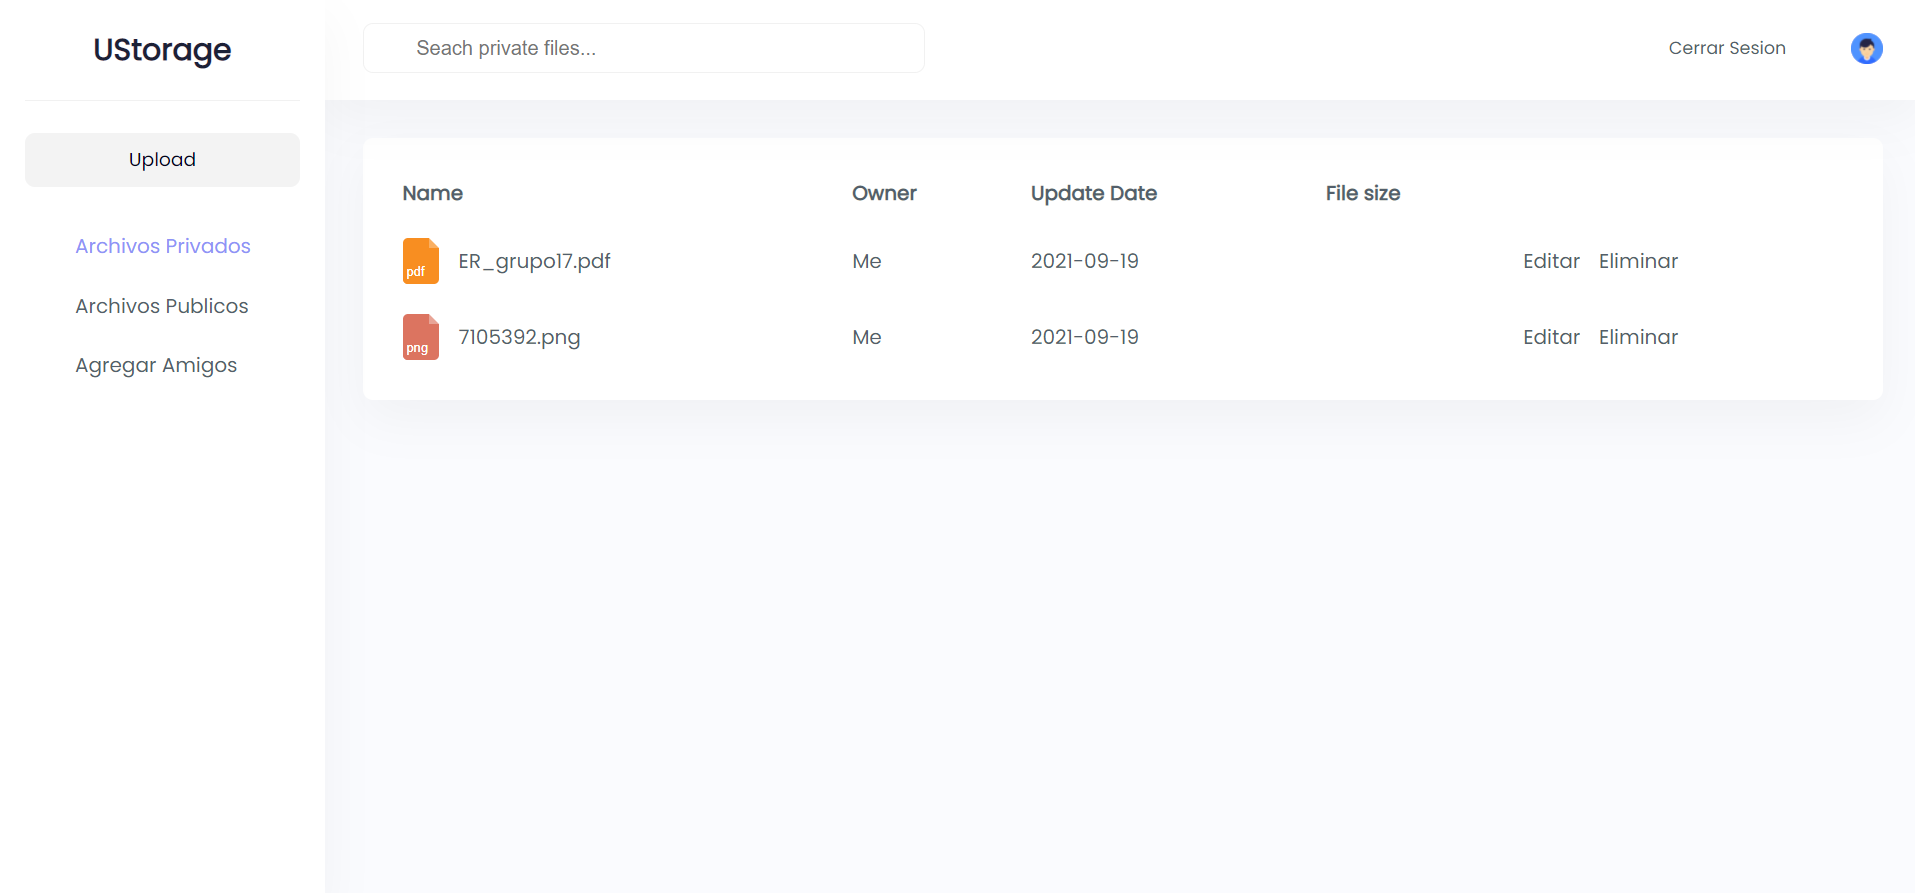 UStorage
Seach private files...
Cerrar Sesion
Upload
Archivos Privados
Archivos Publicos
Agregar Amigos
Name Owner Update Date File size
pdf ER_grupo17.pdf Me 2021-09-19 Editar Eliminar
png 7105392.png Me 2021-09-19 Editar Eliminar